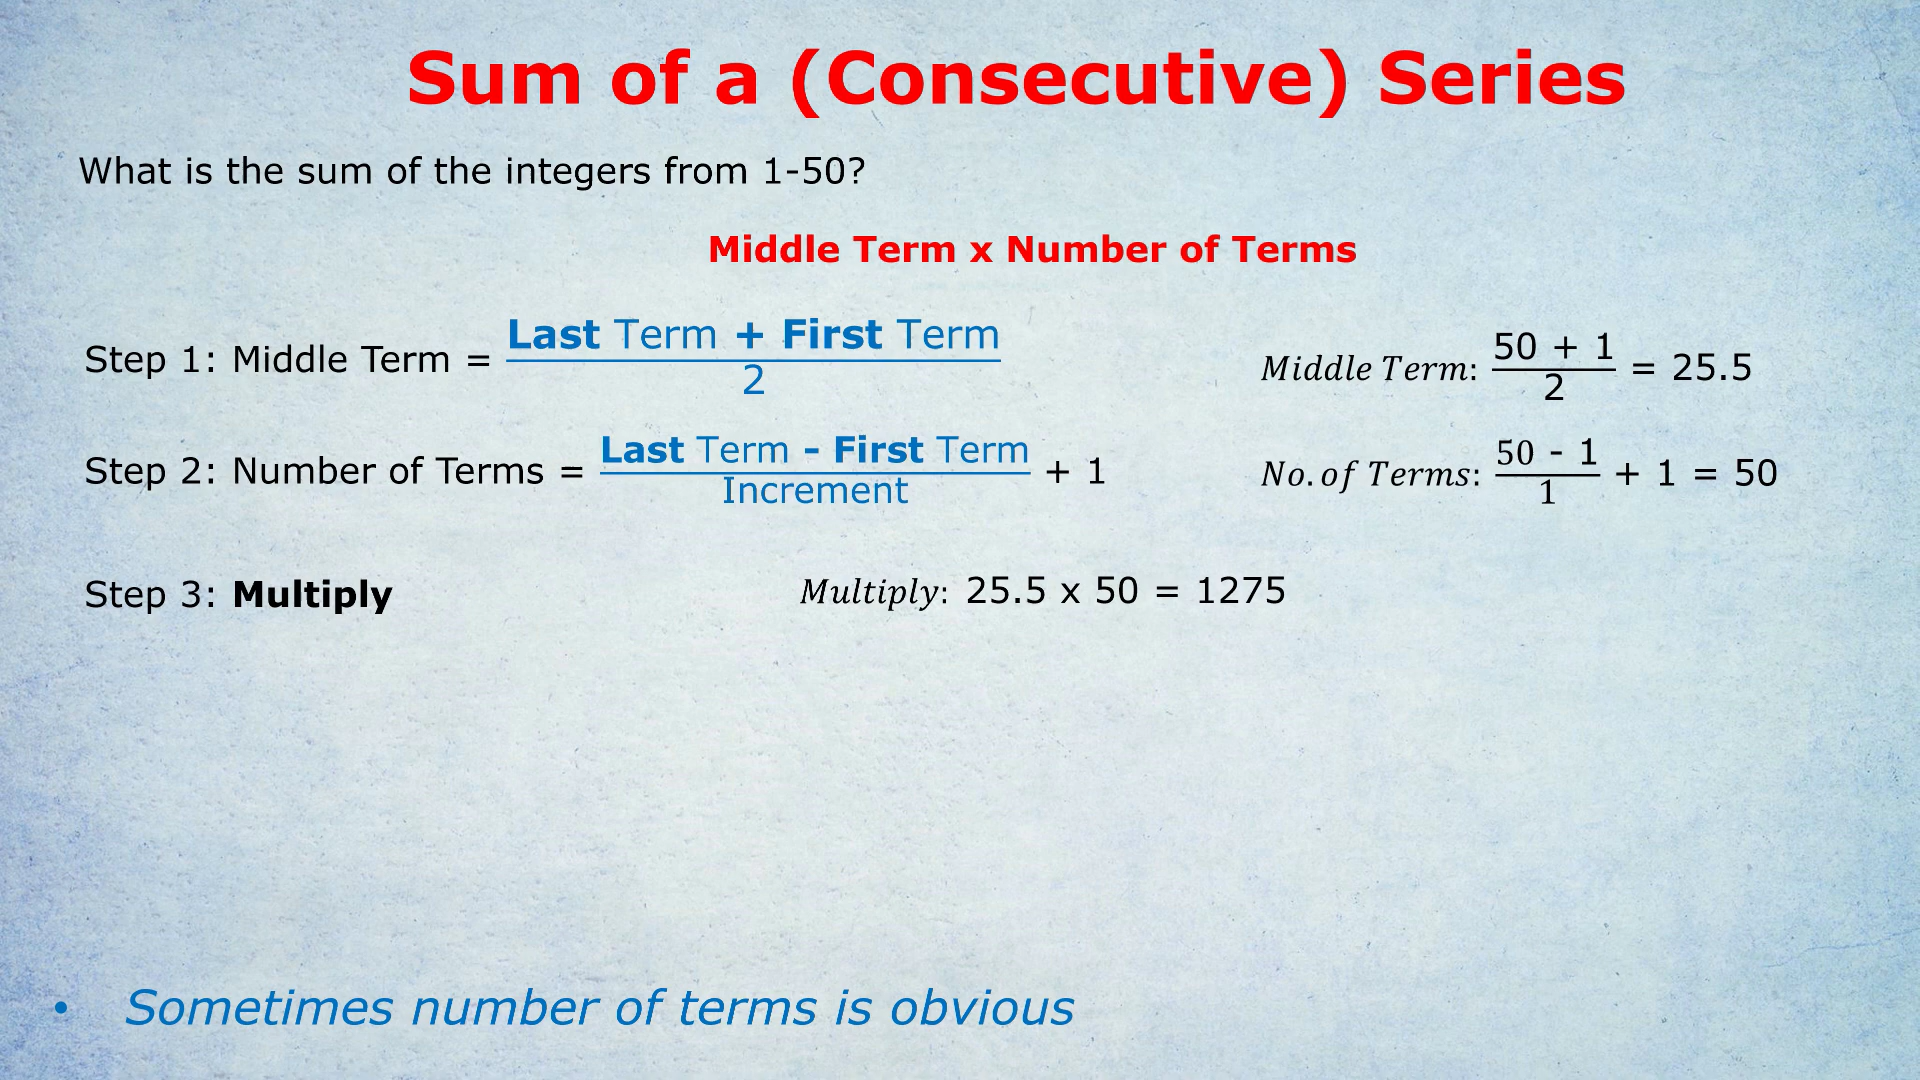 Sum of a (Consecutive) Series
What is the sum of the integers from 1-50?
Middle Term x Number of Terms
Step 1: Middle Term = Last Term + First Term / 2
Middle Term: 50 + 1 / 2 = 25.5
Step 2: Number of Terms = Last Term - First Term / Increment + 1
No. of Terms: 50 - 1 / 1 + 1 = 50
Step 3: Multiply
Multiply: 25.5 x 50 = 1275
• Sometimes number of terms is obvious